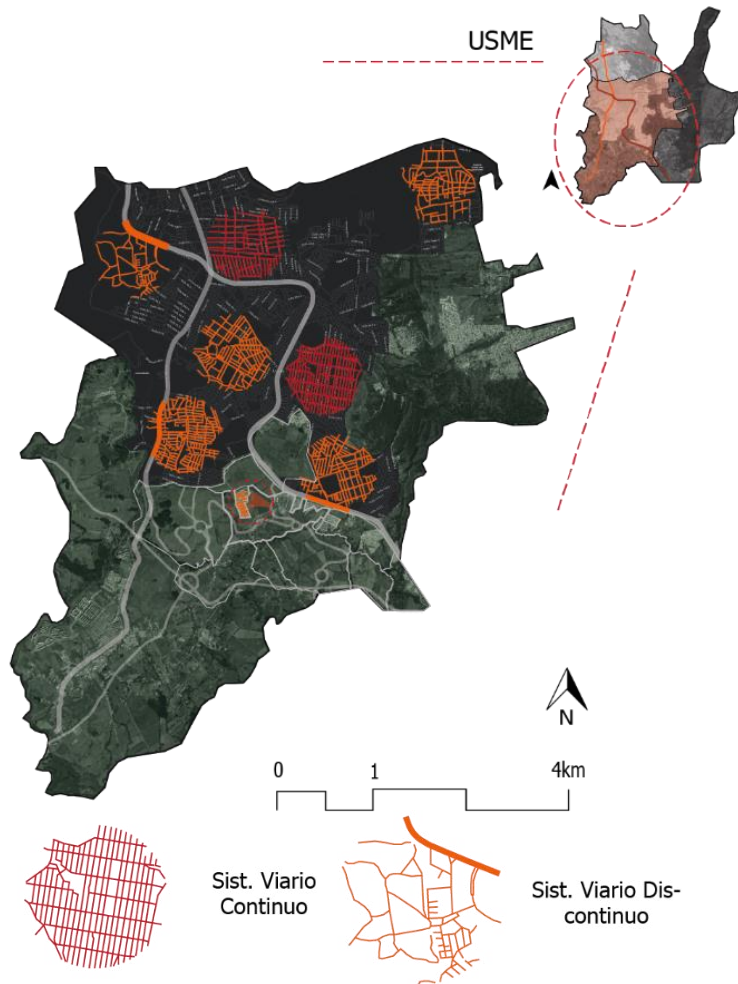 USME
N
0 1 4km
Sist. Viario
Continuo
Sist. Viario Dis-
continuo